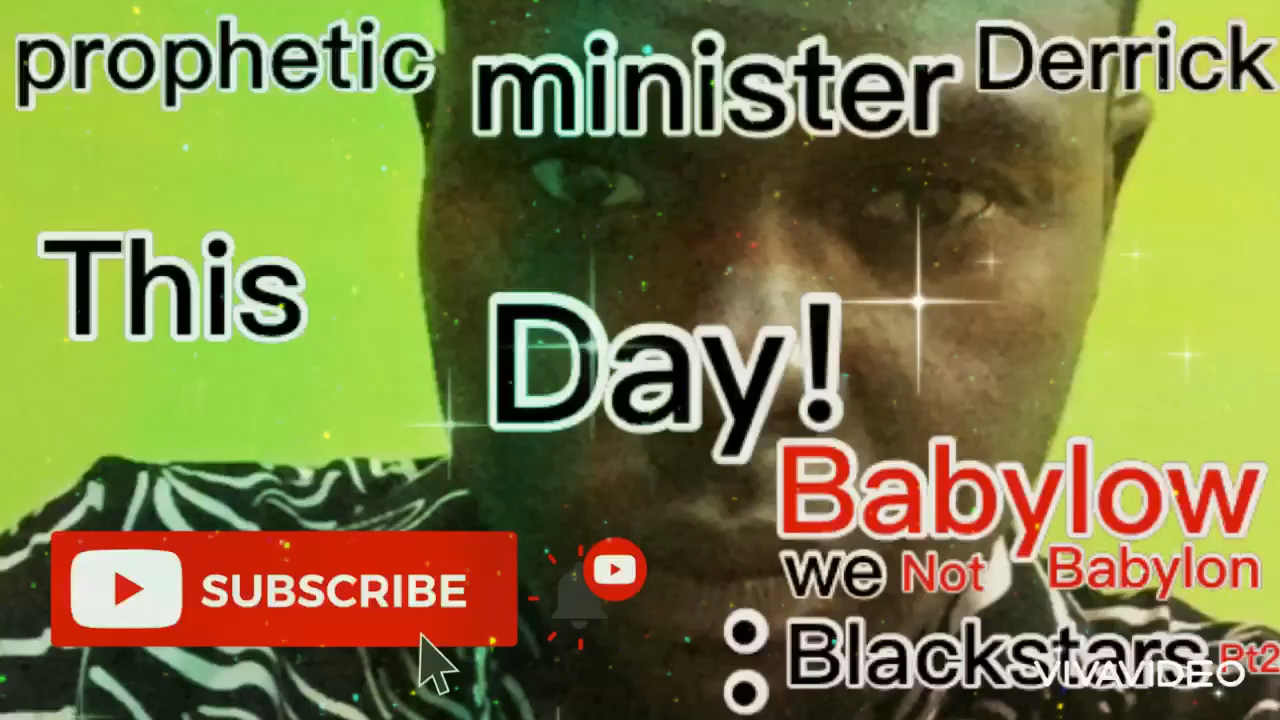 prophetic minister Derrick
This Day!
Babylow
we Not Babylon
SUBSCRIBE
: Blackstars Pt2
VIVAVIDEO